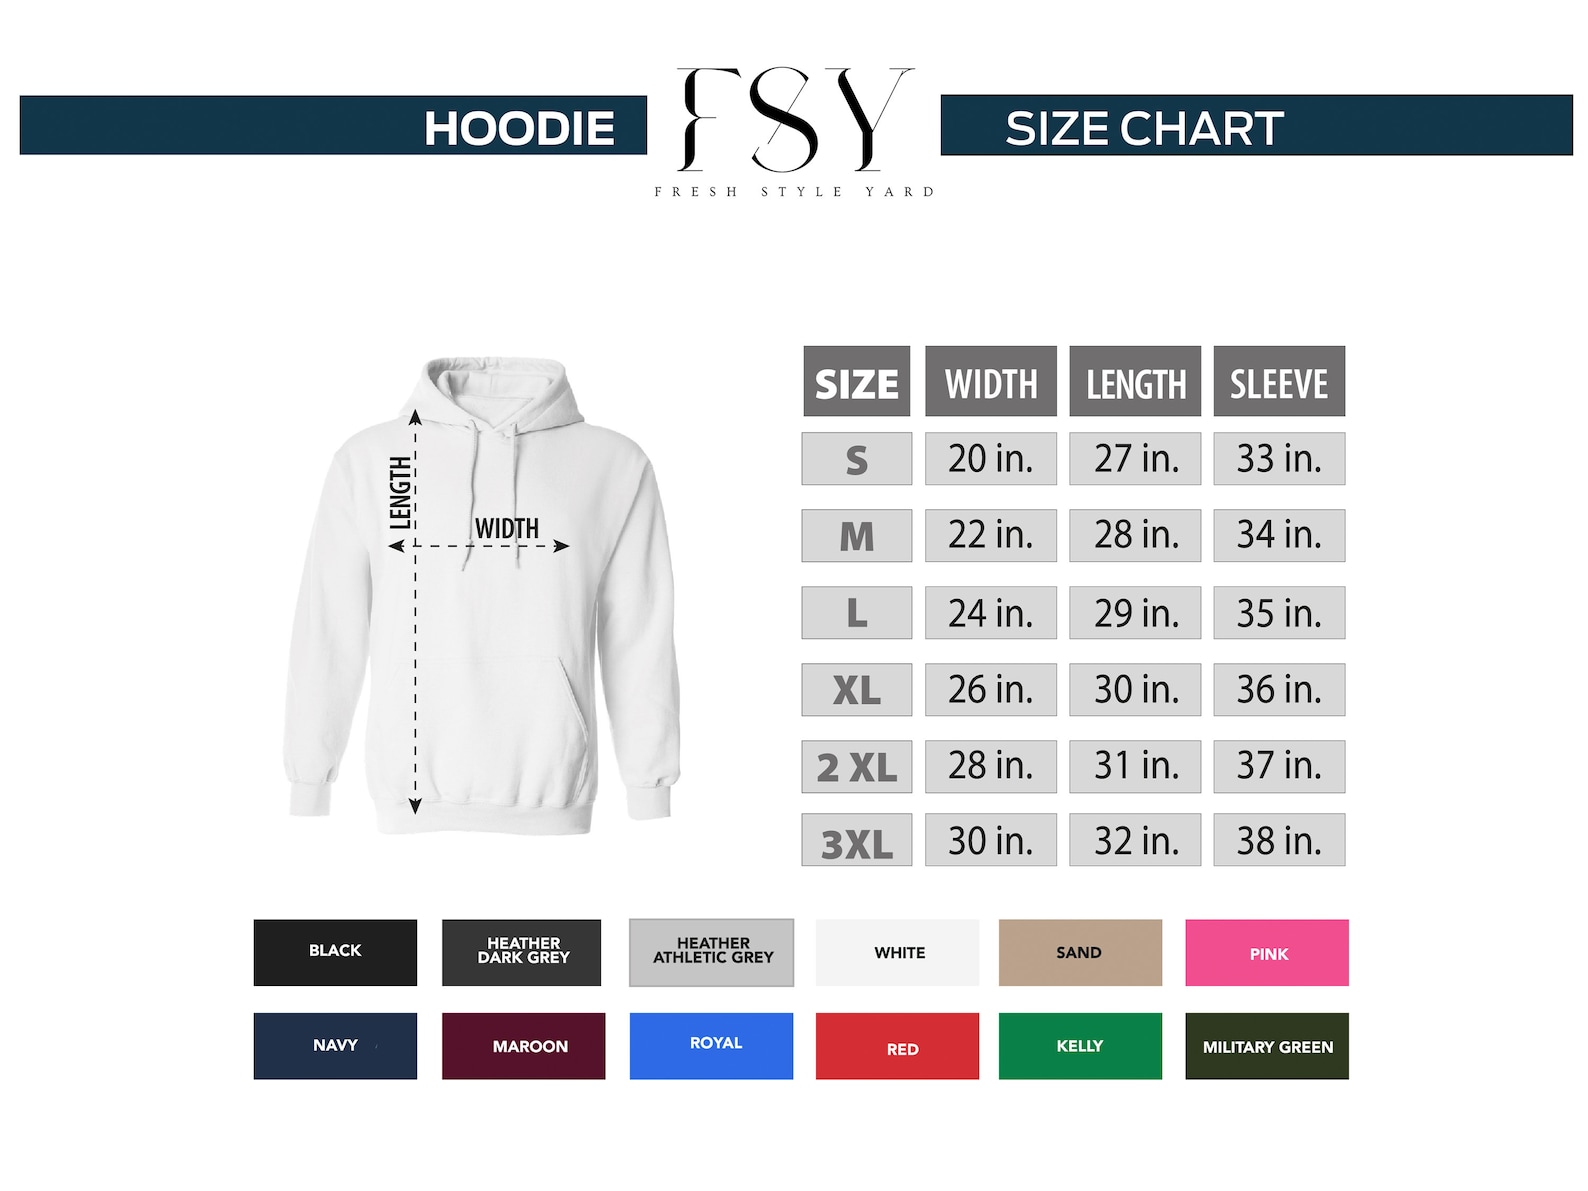 HOODIE
FSY
FRESH STYLE YARD
SIZE CHART
LENGTH
WIDTH
SIZE WIDTH LENGTH SLEEVE
S 20 in. 27 in. 33 in.
M 22 in. 28 in. 34 in.
L 24 in. 29 in. 35 in.
XL 26 in. 30 in. 36 in.
2 XL 28 in. 31 in. 37 in.
3XL 30 in. 32 in. 38 in.
BLACK
HEATHER
DARK GREY
HEATHER
ATHLETIC GREY
WHITE
SAND
PINK
NAVY
MAROON
ROYAL
RED
KELLY
MILITARY GREEN